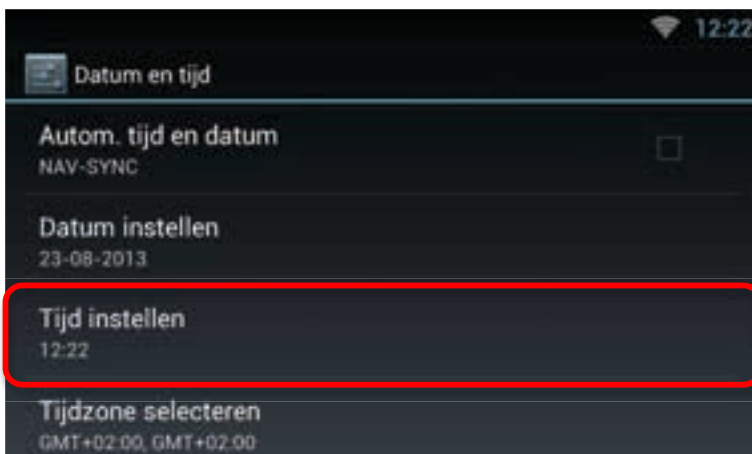 12:22
Datum en tijd
Autom. tijd en datum
NAV-SYNC
Datum instellen
23-08-2013
Tijd instellen
12:22
Tijdzone selecteren
GMT+02:00, GMT+02:00